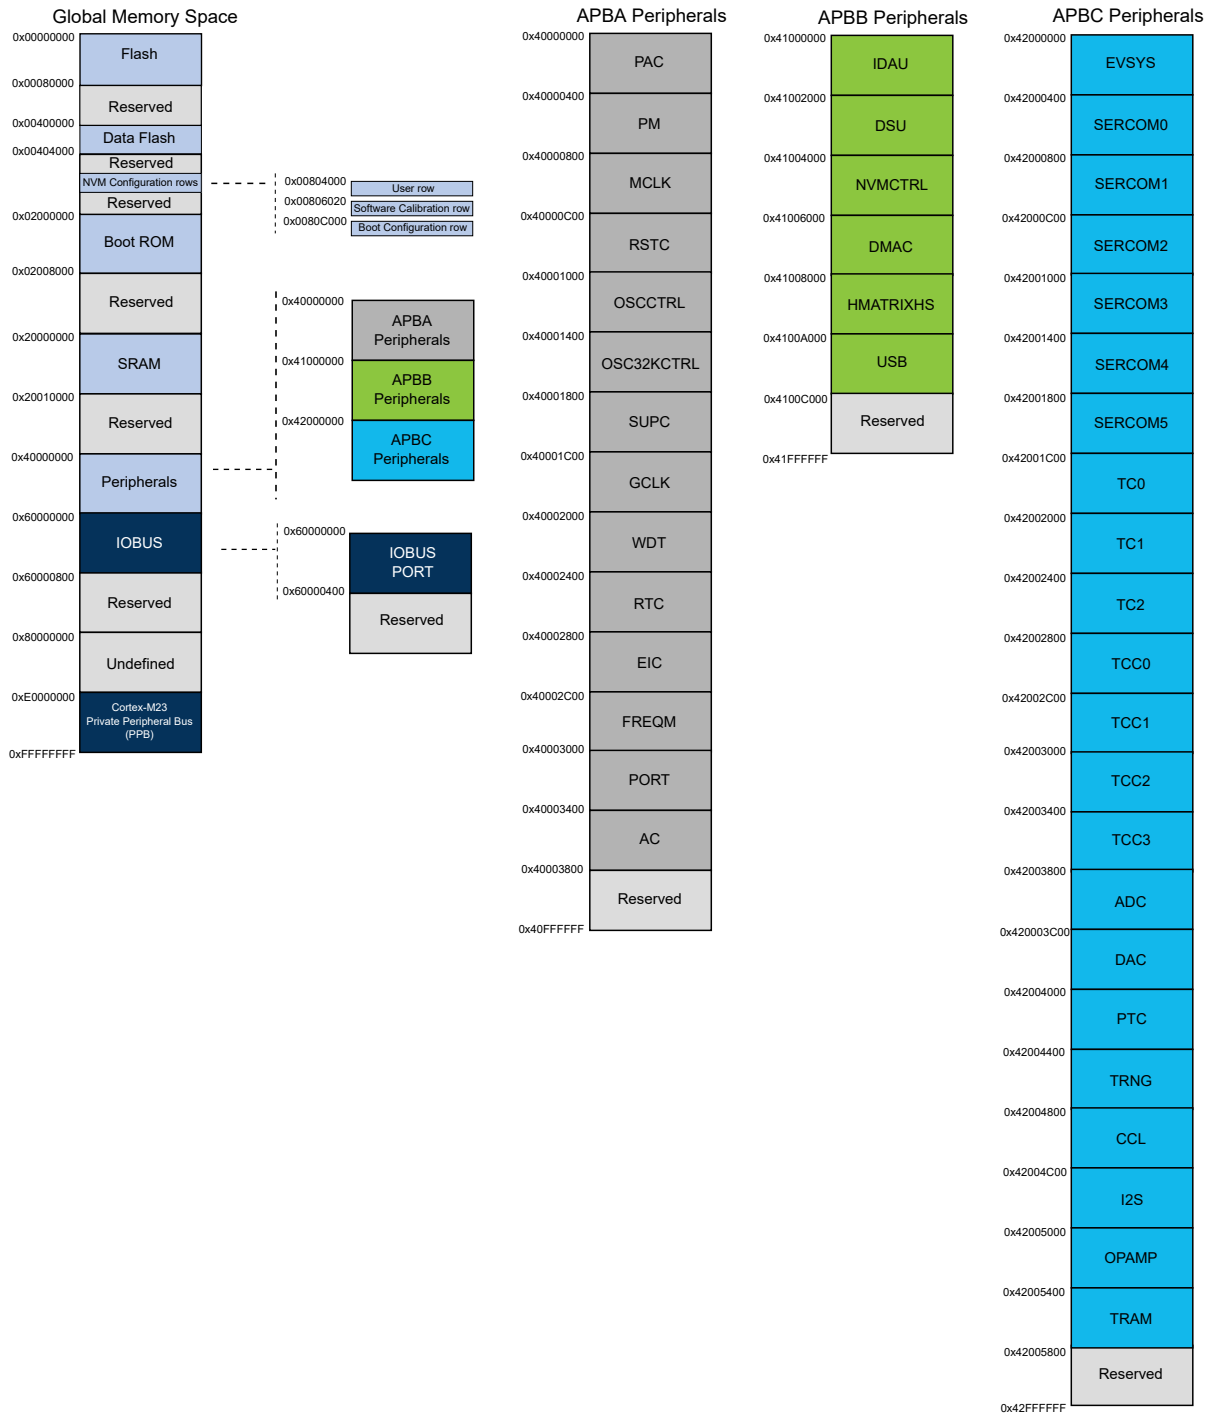 Global Memory Space
0x00000000
Flash
0x00080000
Reserved
0x00400000
Data Flash
0x00404000
Reserved
NVM Configuration rows
Reserved
0x02000000
Boot ROM
0x02008000
Reserved
0x20000000
SRAM
0x20010000
Reserved
0x40000000
Peripherals
0x60000000
IOBUS
0x60000800
Reserved
0x80000000
Undefined
0xE0000000
Cortex-M23
Private Peripheral Bus
(PPB)
0xFFFFFFFF
0x00804000
User row
0x00806020
Software Calibration row
0x0080C000
Boot Configuration row
0x40000000
APBA
Peripherals
0x41000000
APBB
Peripherals
0x42000000
APBC
Peripherals
0x60000000
IOBUS
PORT
0x60000400
Reserved
APBA Peripherals
0x40000000
PAC
0x40000400
PM
0x40000800
MCLK
0x40000C00
RSTC
0x40001000
OSCCTRL
0x40001400
OSC32KCTRL
0x40001800
SUPC
0x40001C00
GCLK
0x40002000
WDT
0x40002400
RTC
0x40002800
EIC
0x40002C00
FREQM
0x40003000
PORT
0x40003400
AC
0x40003800
Reserved
0x40FFFFFF
APBB Peripherals
0x41000000
IDAU
0x41002000
DSU
0x41004000
NVMCTRL
0x41006000
DMAC
0x41008000
HMATRIXHS
0x4100A000
USB
0x4100C000
Reserved
0x41FFFFFF
APBC Peripherals
0x42000000
EVSYS
0x42000400
SERCOM0
0x42000800
SERCOM1
0x42000C00
SERCOM2
0x42001000
SERCOM3
0x42001400
SERCOM4
0x42001800
SERCOM5
0x42001C00
TC0
0x42002000
TC1
0x42002400
TC2
0x42002800
TCC0
0x42002C00
TCC1
0x42003000
TCC2
0x42003400
TCC3
0x42003800
ADC
0x420003C00
DAC
0x42004000
PTC
0x42004400
TRNG
0x42004800
CCL
0x42004C00
I2S
0x42005000
OPAMP
0x42005400
TRAM
0x42005800
Reserved
0x42FFFFFF